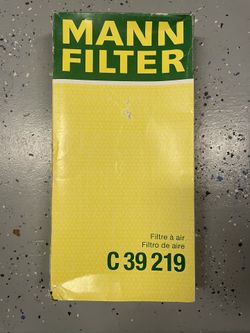 MANN
FILTER
Filtre à air
Filtro de aire
C 39 219